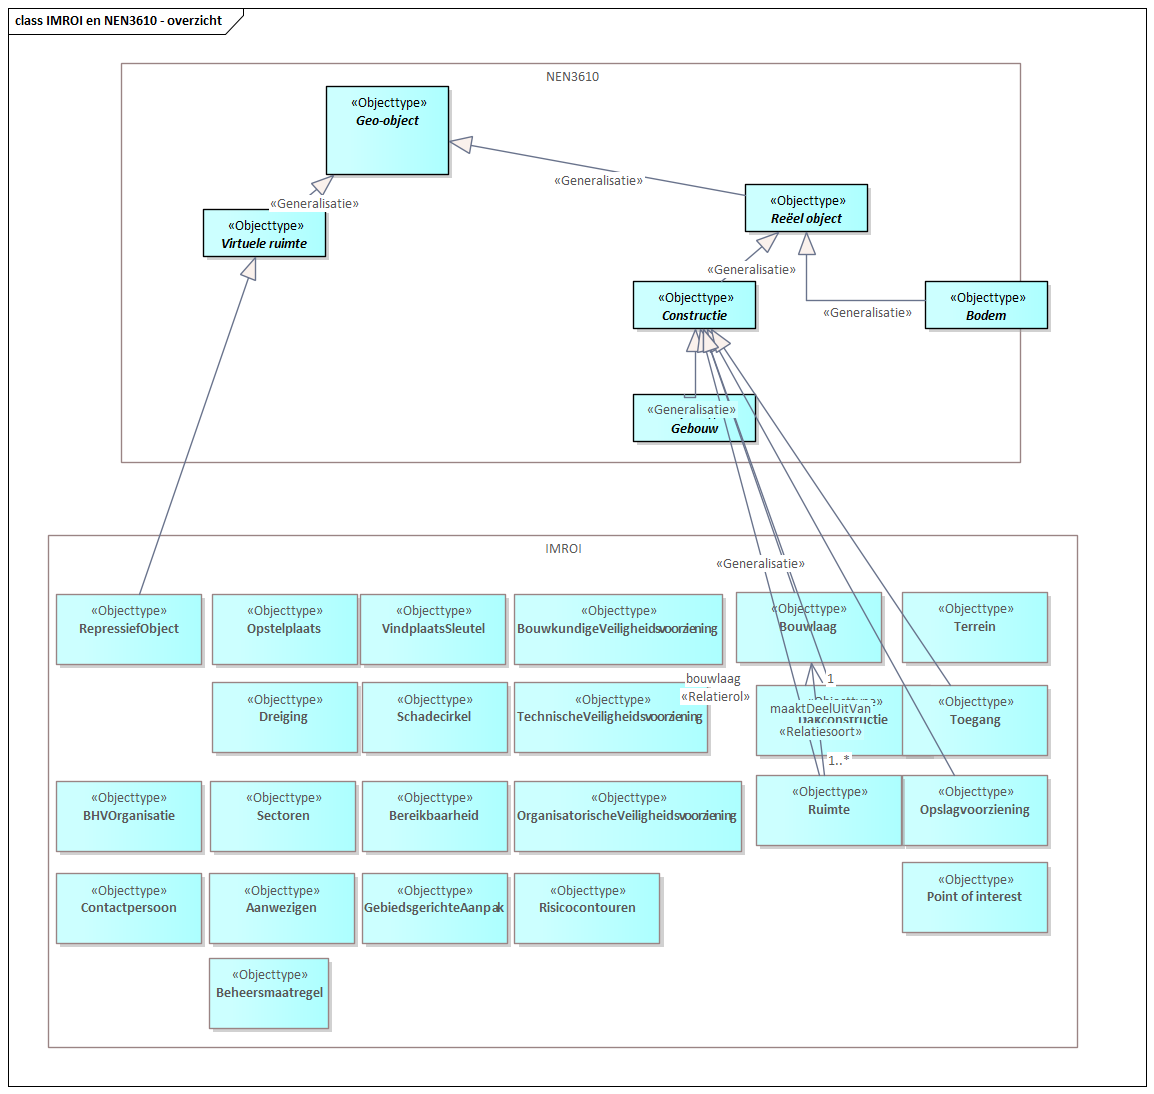 class IMROI en NEN3610 - overzicht
NEN3610
«Objecttype»
Geo-object
«Generalisatie»
«Generalisatie»
«Objecttype»
Reëel object
«Objecttype»
Virtuele ruimte
«Generalisatie»
«Objecttype»
Constructie
«Generalisatie»
«Objecttype»
Bodem
«Generalisatie»
Gebouw
IMROI
«Generalisatie»
«Objecttype»
RepressiefObject
«Objecttype»
Opstelplaats
«Objecttype»
VindplaatsSleutel
«Objecttype»
BouwkundigeVeiligheidsvoorziening
«Objecttype»
Bouwlaag
«Objecttype»
Terrein
bouwlaag
«Relatierol»
1
«Objecttype»
Dreiging
«Objecttype»
Schadecirkel
«Objecttype»
TechnischeVeiligheidsvoorziening
«Objecttype»
maaktDeelUitVan
Dakconstructie
«Relatiesoort»
1..*
«Objecttype»
Toegang
«Objecttype»
BHVOrganisatie
«Objecttype»
Sectoren
«Objecttype»
Bereikbaarheid
«Objecttype»
OrganisatorischeVeiligheidsvoorziening
«Objecttype»
Ruimte
«Objecttype»
Opslagvoorziening
«Objecttype»
Contactpersoon
«Objecttype»
Aanwezigen
«Objecttype»
GebiedsgerichteAanpak
«Objecttype»
Risicocontouren
«Objecttype»
Point of interest
«Objecttype»
Beheersmaatregel